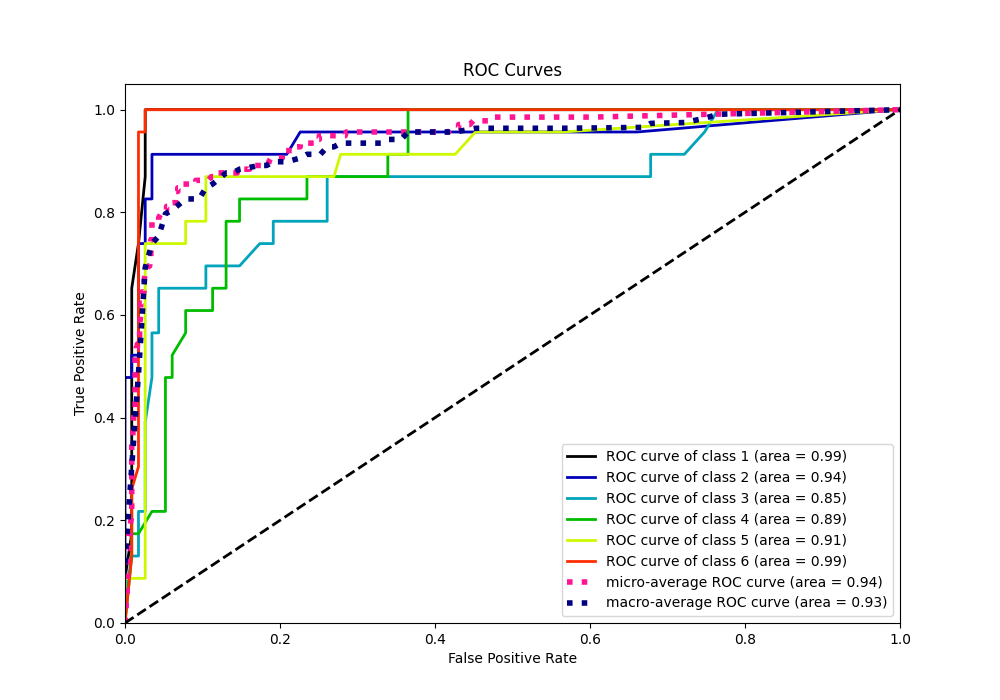 ROC Curves
True Positive Rate
1.0
0.8
0.6
0.4
0.2
0.0
ROC curve of class 1 (area = 0.99)
ROC curve of class 2 (area = 0.94)
ROC curve of class 3 (area = 0.85)
ROC curve of class 4 (area = 0.89)
ROC curve of class 5 (area = 0.91)
ROC curve of class 6 (area = 0.99)
micro-average ROC curve (area = 0.94)
macro-average ROC curve (area = 0.93)
0.0 0.2 0.4 0.6 0.8 1.0
False Positive Rate